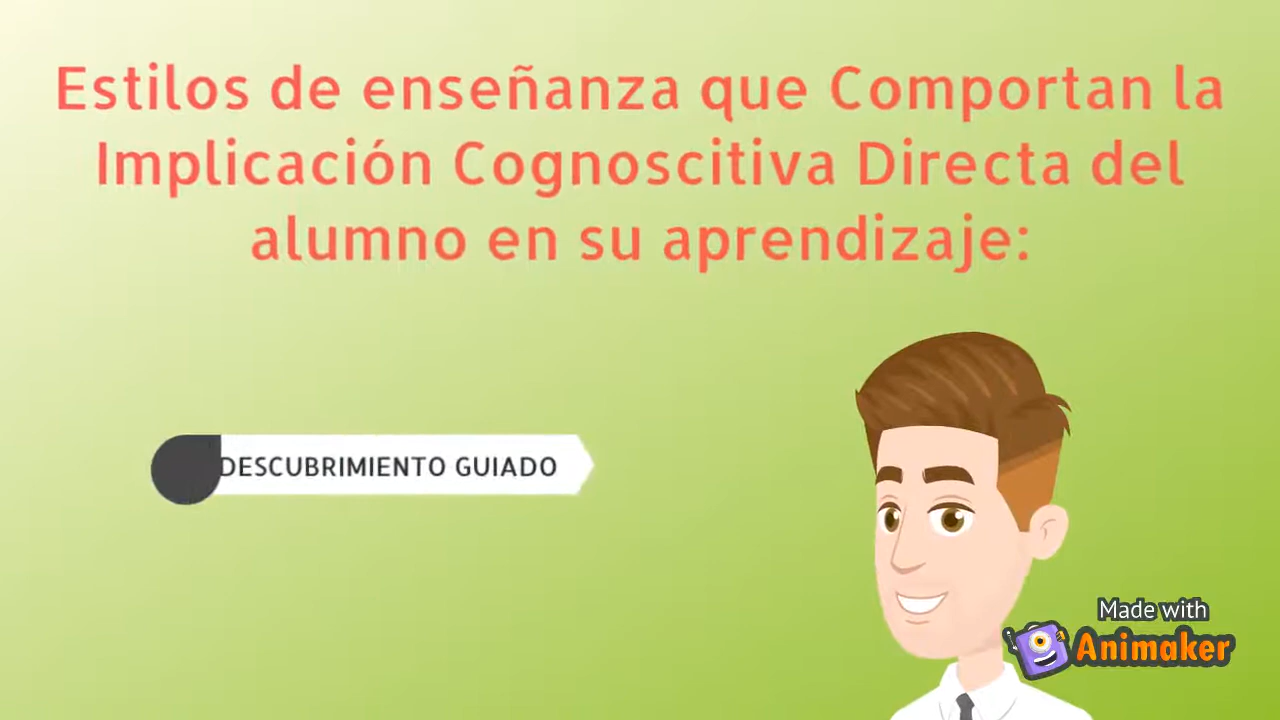 Estilos de enseñanza que Comportan la
Implicación Cognoscitiva Directa del
alumno en su aprendizaje:
DESCUBRIMIENTO GUIADO
Made with
Animaker